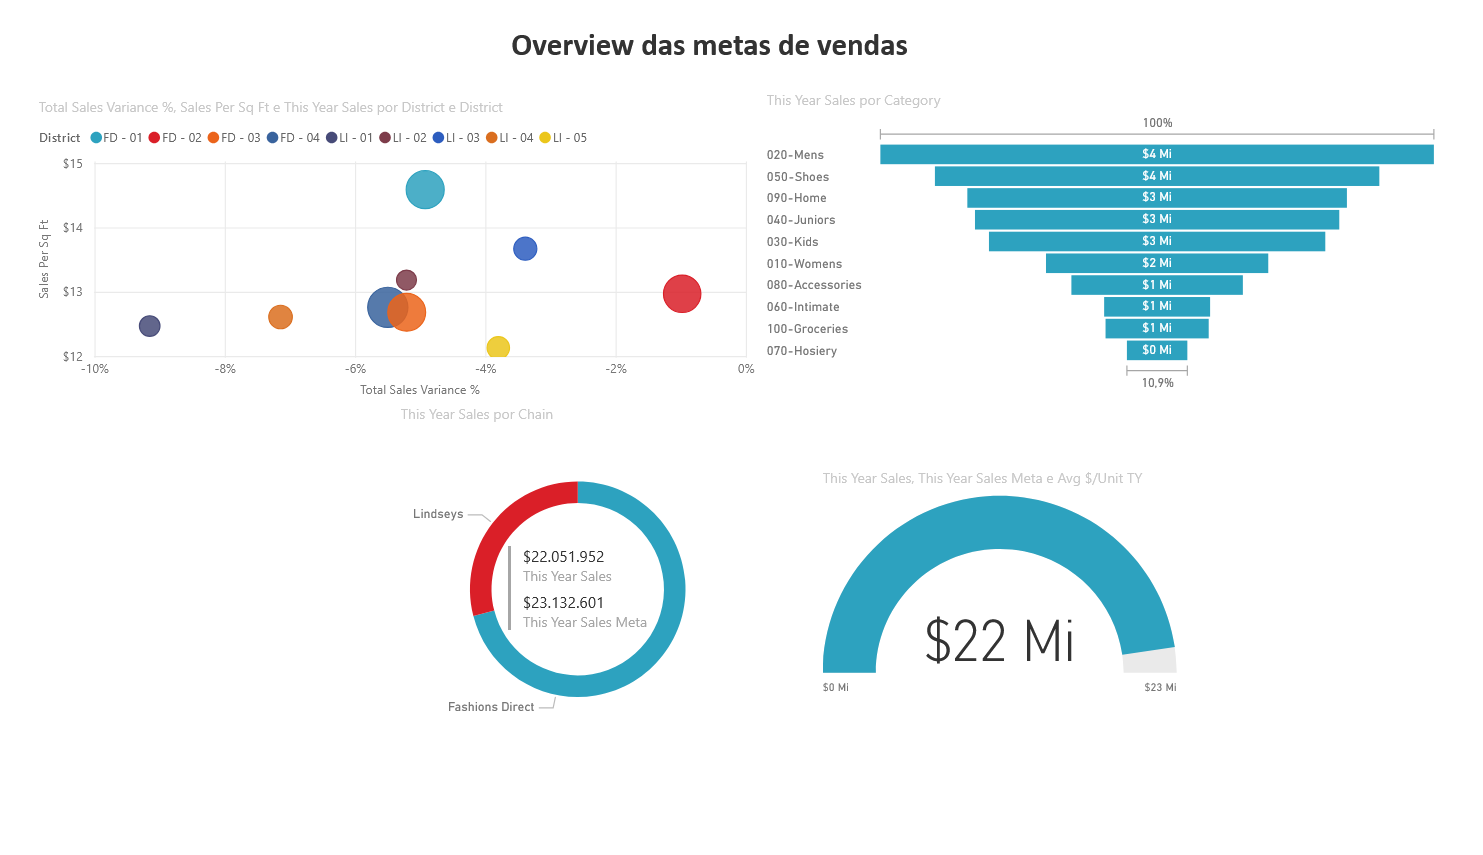 Overview das metas de vendas
Total Sales Variance %, Sales Per Sq Ft e This Year Sales por District e District
District FD - 01 FD - 02 FD - 03 FD - 04 LI - 01 LI - 02 LI - 03 LI - 04 LI - 05
$15
$14
$13
$12
Sales Per Sq Ft
-10% -8% -6% -4% -2% 0%
Total Sales Variance %
This Year Sales por Category
100%
020-Mens $4 Mi
050-Shoes $4 Mi
090-Home $3 Mi
040-Juniors $3 Mi
030-Kids $3 Mi
010-Womens $2 Mi
080-Accessories $1 Mi
060-Intimate $1 Mi
100-Groceries $1 Mi
070-Hosiery $0 Mi
10,9%
This Year Sales por Chain
Lindseys
$22.051.952
This Year Sales
$23.132.601
This Year Sales Meta
Fashions Direct
This Year Sales, This Year Sales Meta e Avg $/Unit TY
$22 Mi
$0 Mi $23 Mi